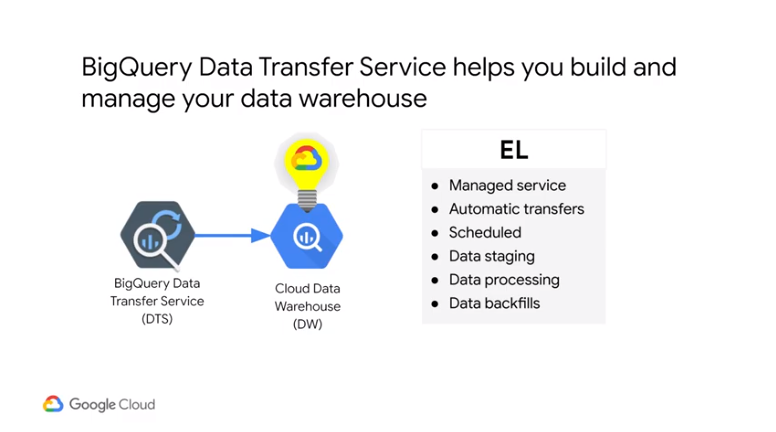 BigQuery Data Transfer Service helps you build and
manage your data warehouse
BigQuery Data
Transfer Service
(DTS)
Cloud Data
Warehouse
(DW)
EL
● Managed service
● Automatic transfers
● Scheduled
● Data staging
● Data processing
● Data backfills
Google Cloud